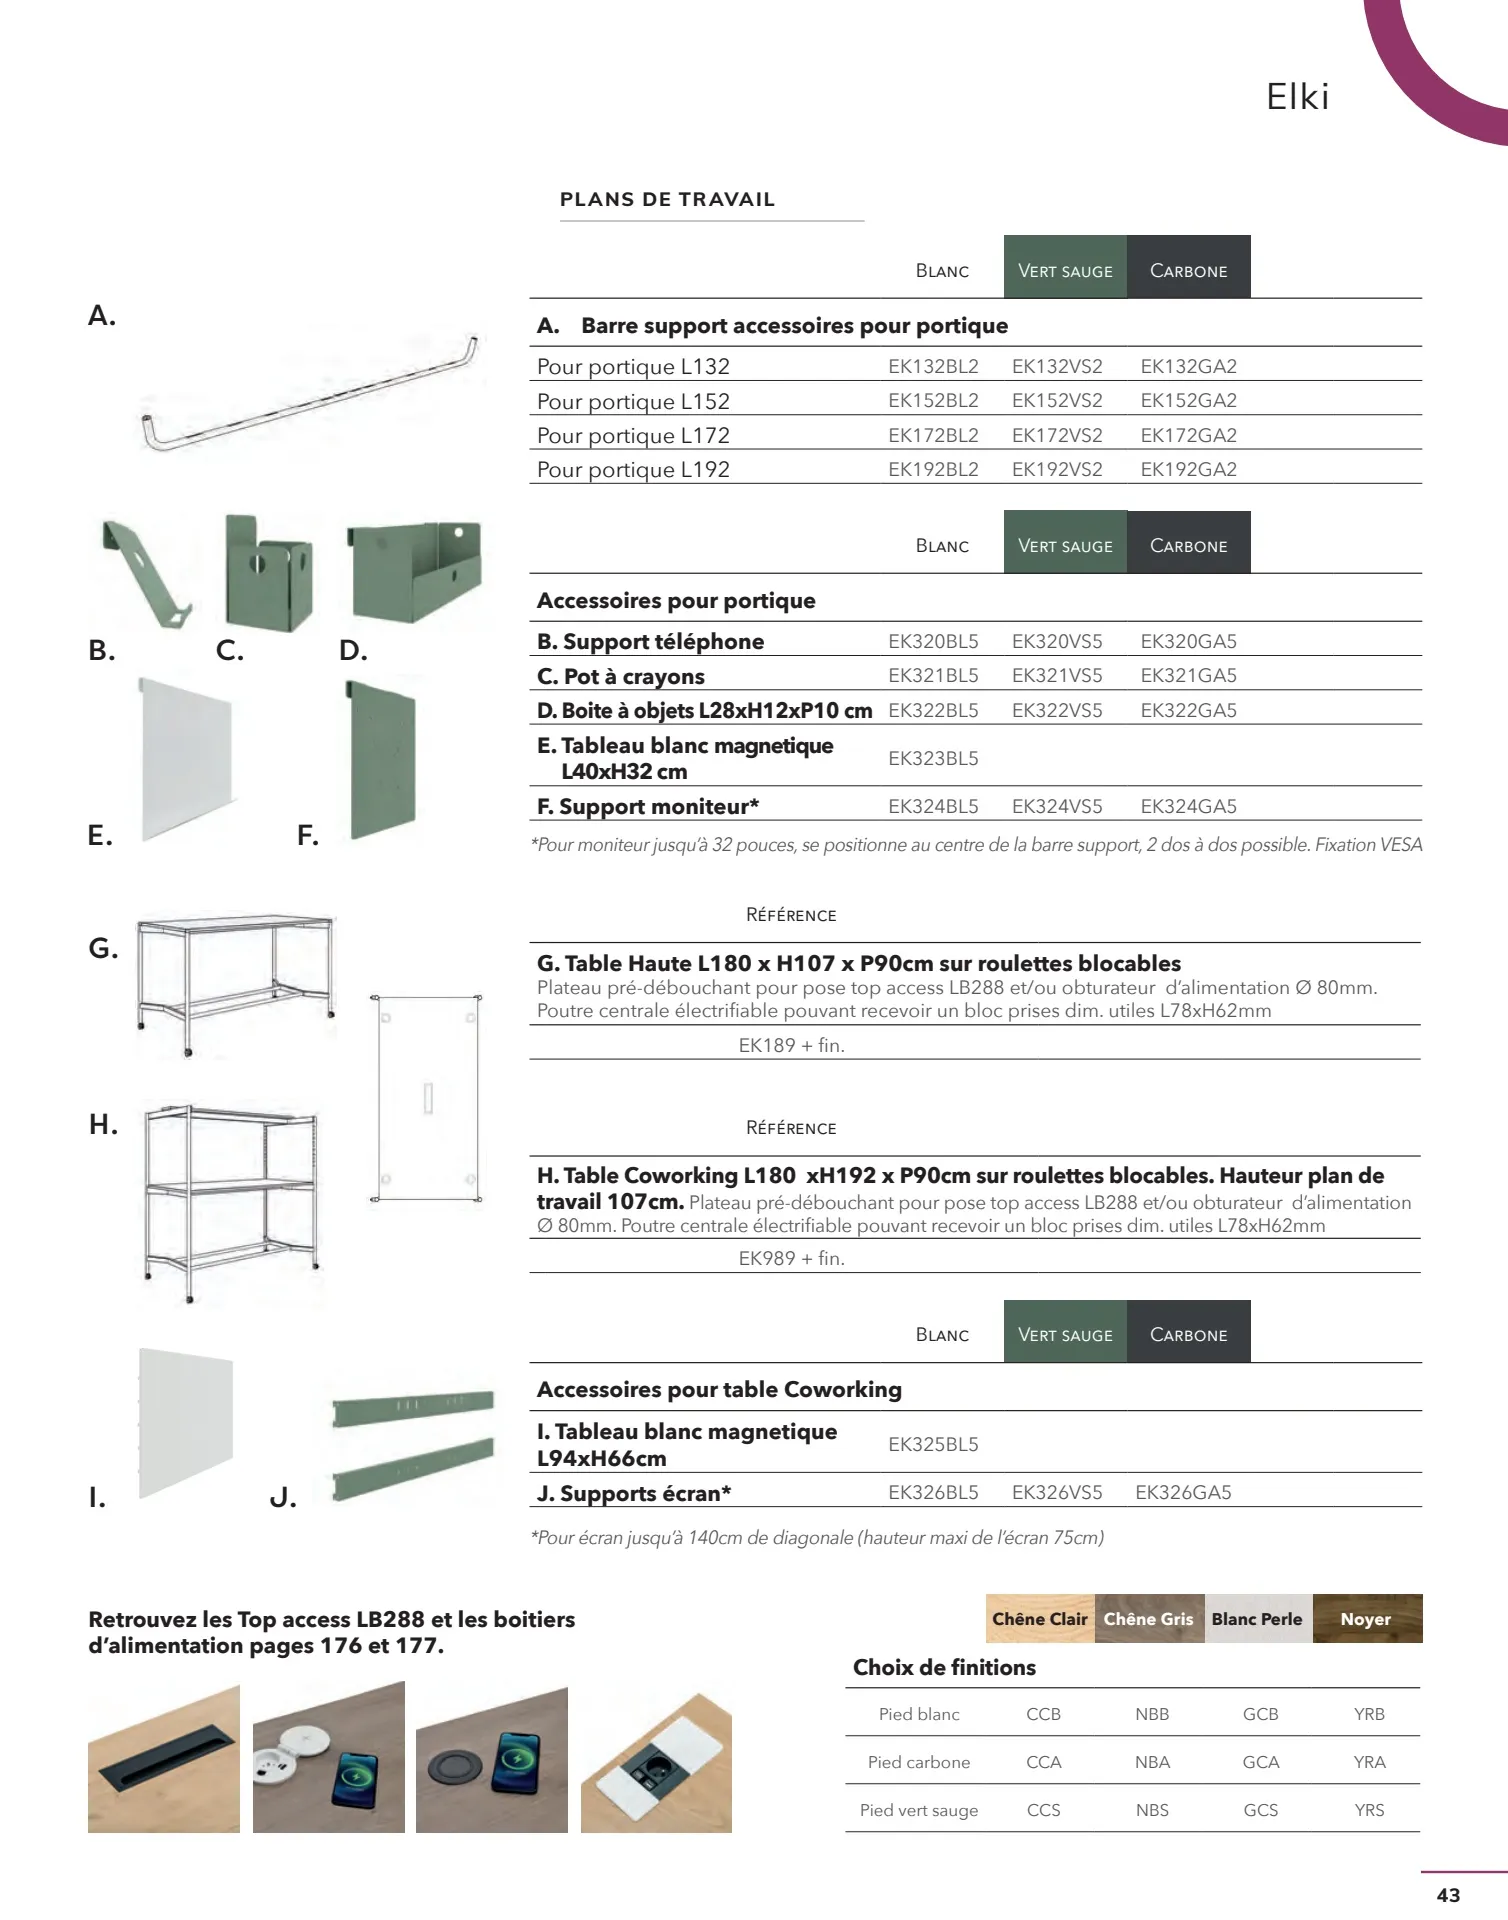 Elki
PLANS DE TRAVAIL
BLANC VERT SAUGE CARBONE
A.
A. Barre support accessoires pour portique
Pour portique L132 EK132BL2 EK132VS2 EK132GA2
Pour portique L152 EK152BL2 EK152VS2 EK152GA2
Pour portique L172 EK172BL2 EK172VS2 EK172GA2
Pour portique L192 EK192BL2 EK192VS2 EK192GA2
BLANC VERT SAUGE CARBONE
Accessoires pour portique
B. C. D.
B. Support téléphone EK320BL5 EK320VS5 EK320GA5
C. Pot à crayons EK321BL5 EK321VS5 EK321GA5
D. Boite à objets L28xH12xP10 cm EK322BL5 EK322VS5 EK322GA5
E. Tableau blanc magnetique
L40xH32 cm EK323BL5
E. F.
F. Support moniteur* EK324BL5 EK324VS5 EK324GA5
*Pour moniteur jusqu'à 32 pouces, se positionne au centre de la barre support, 2 dos à dos possible. Fixation VESA
RÉFÉRENCE
G.
G. Table Haute L180 x H107 x P90cm sur roulettes blocables
Plateau pré-débouchant pour pose top access LB288 et/ou obturateur d'alimentation Ø 80mm.
Poutre centrale électrifiable pouvant recevoir un bloc prises dim. utiles L78xH62mm
EK189 + fin.
H.
RÉFÉRENCE
H. Table Coworking L180 xH192 x P90cm sur roulettes blocables. Hauteur plan de
travail 107cm. Plateau pré-débouchant pour pose top access LB288 et/ou obturateur d'alimentation
Ø 80mm. Poutre centrale électrifiable pouvant recevoir un bloc prises dim. utiles L78xH62mm
EK989 + fin.
BLANC VERT SAUGE CARBONE
Accessoires pour table Coworking
I. Tableau blanc magnetique
L94xH66cm EK325BL5
I. J.
J. Supports écran* EK326BL5 EK326VS5 EK326GA5
*Pour écran jusqu'à 140cm de diagonale (hauteur maxi de l'écran 75cm)
Retrouvez les Top access LB288 et les boitiers
d'alimentation pages 176 et 177.
Chêne Clair Chêne Gris Blanc Perle Noyer
Choix de finitions
Pied blanc CCB NBB GCB YRB
Pied carbone CCA NBA GCA YRA
Pied vert sauge CCS NBS GCS YRS
43